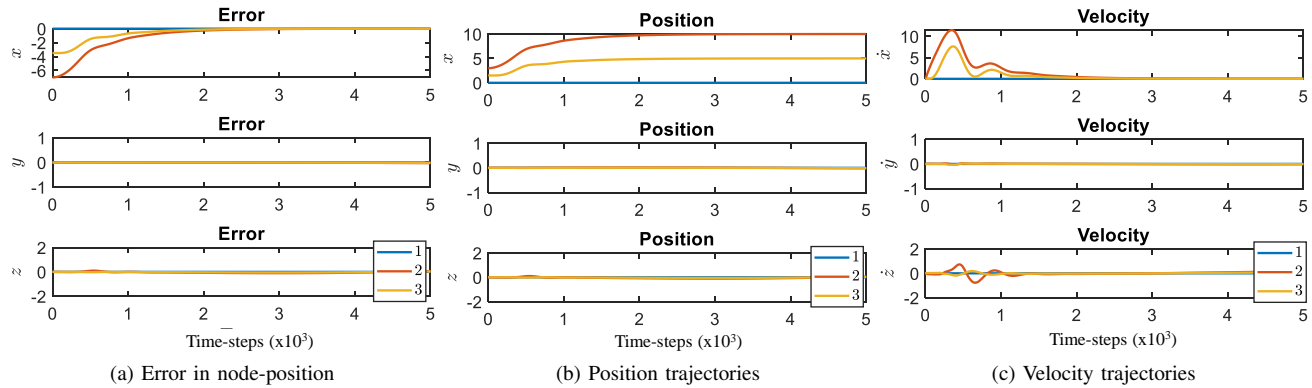 Error
x
0
-2
-4
-6
0 1 2 3 4 5
Error
y
1
0
-1
0 1 2 3 4 5
Error
z
2
0
-2
1
2
3
0 1 2 3 4 5
Time-steps (x10³)
(a) Error in node-position
Position
x
10
5
0
0 1 2 3 4 5
Position
y
1
0
-1
0 1 2 3 4 5
Position
z
2
0
-2
1
2
3
0 1 2 3 4 5
Time-steps (x10³)
(b) Position trajectories
Velocity
ẋ
10
5
0
0 1 2 3 4 5
Velocity
ẏ
1
0
-1
0 1 2 3 4 5
Velocity
ż
2
0
-2
1
2
3
0 1 2 3 4 5
Time-steps (x10³)
(c) Velocity trajectories